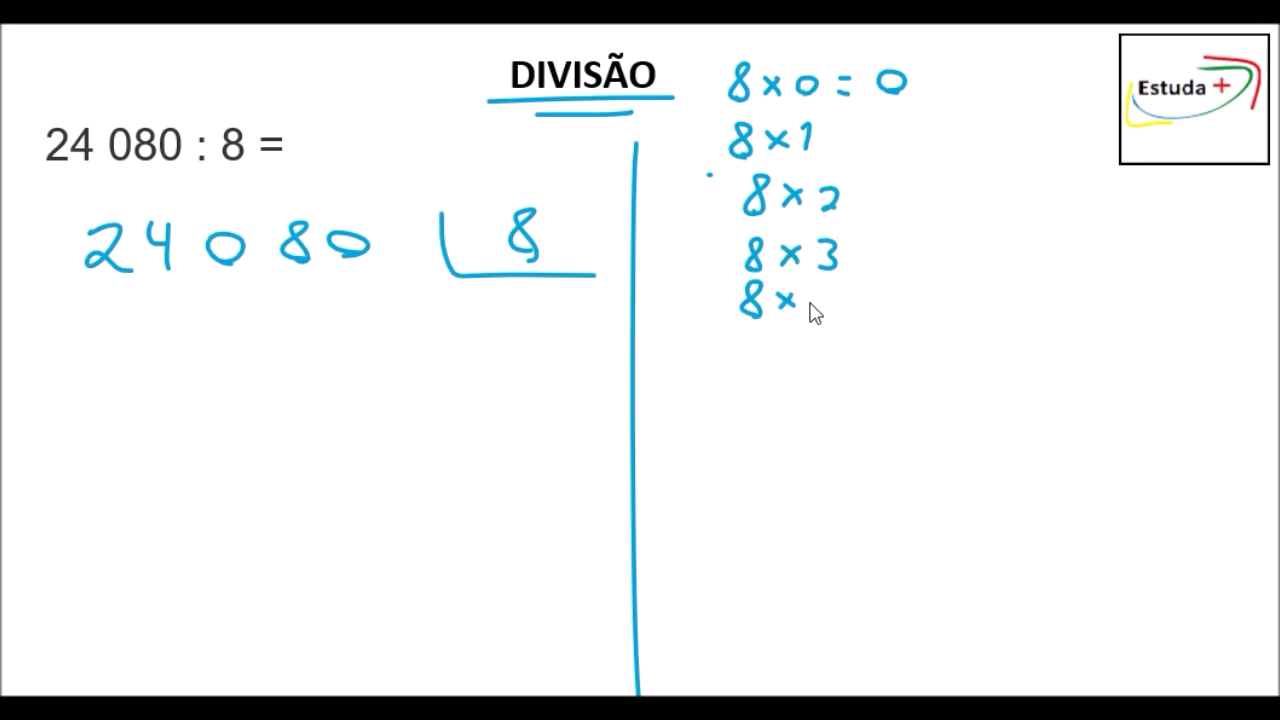 DIVISÃO
Estuda +
24 080 : 8 =
24080 8
8 x 0 = 0
8 x 1
8 x 2
8 x 3
8 x